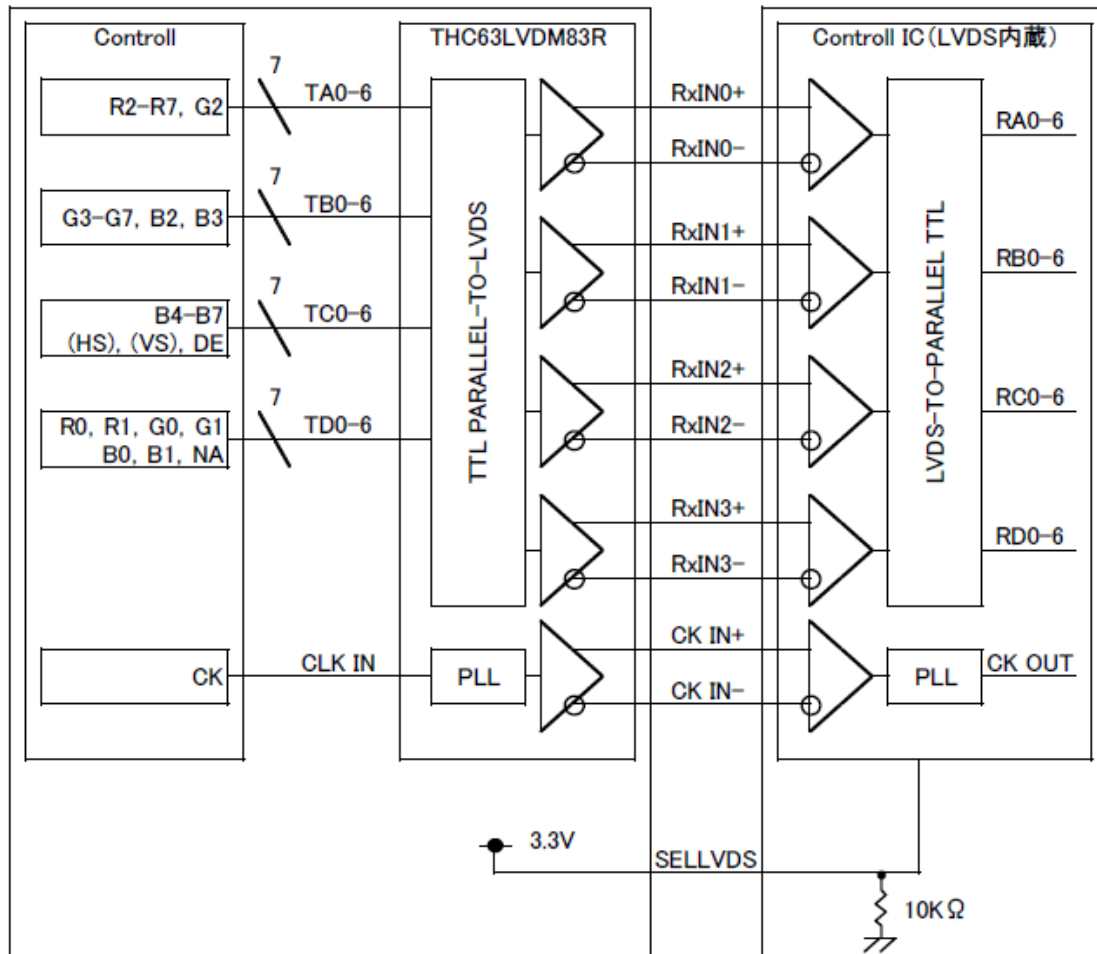 Controll
THC63LVDM83R
Controll IC(LVDS内蔵)
R2-R7, G2
7
TA0-6
RxIN0+
RxIN0-
RA0-6
G3-G7, B2, B3
7
TB0-6
RxIN1+
RxIN1-
RB0-6
B4-B7
(HS), (VS), DE
7
TC0-6
RxIN2+
RxIN2-
RC0-6
R0, R1, G0, G1
B0, B1, NA
7
TD0-6
RxIN3+
RxIN3-
RD0-6
TTL PARALLEL-TO-LVDS
LVDS-TO-PARALLEL TTL
CK
CLK IN
PLL
CK IN+
CK IN-
PLL
CK OUT
3.3V
SELLVDS
10KΩ